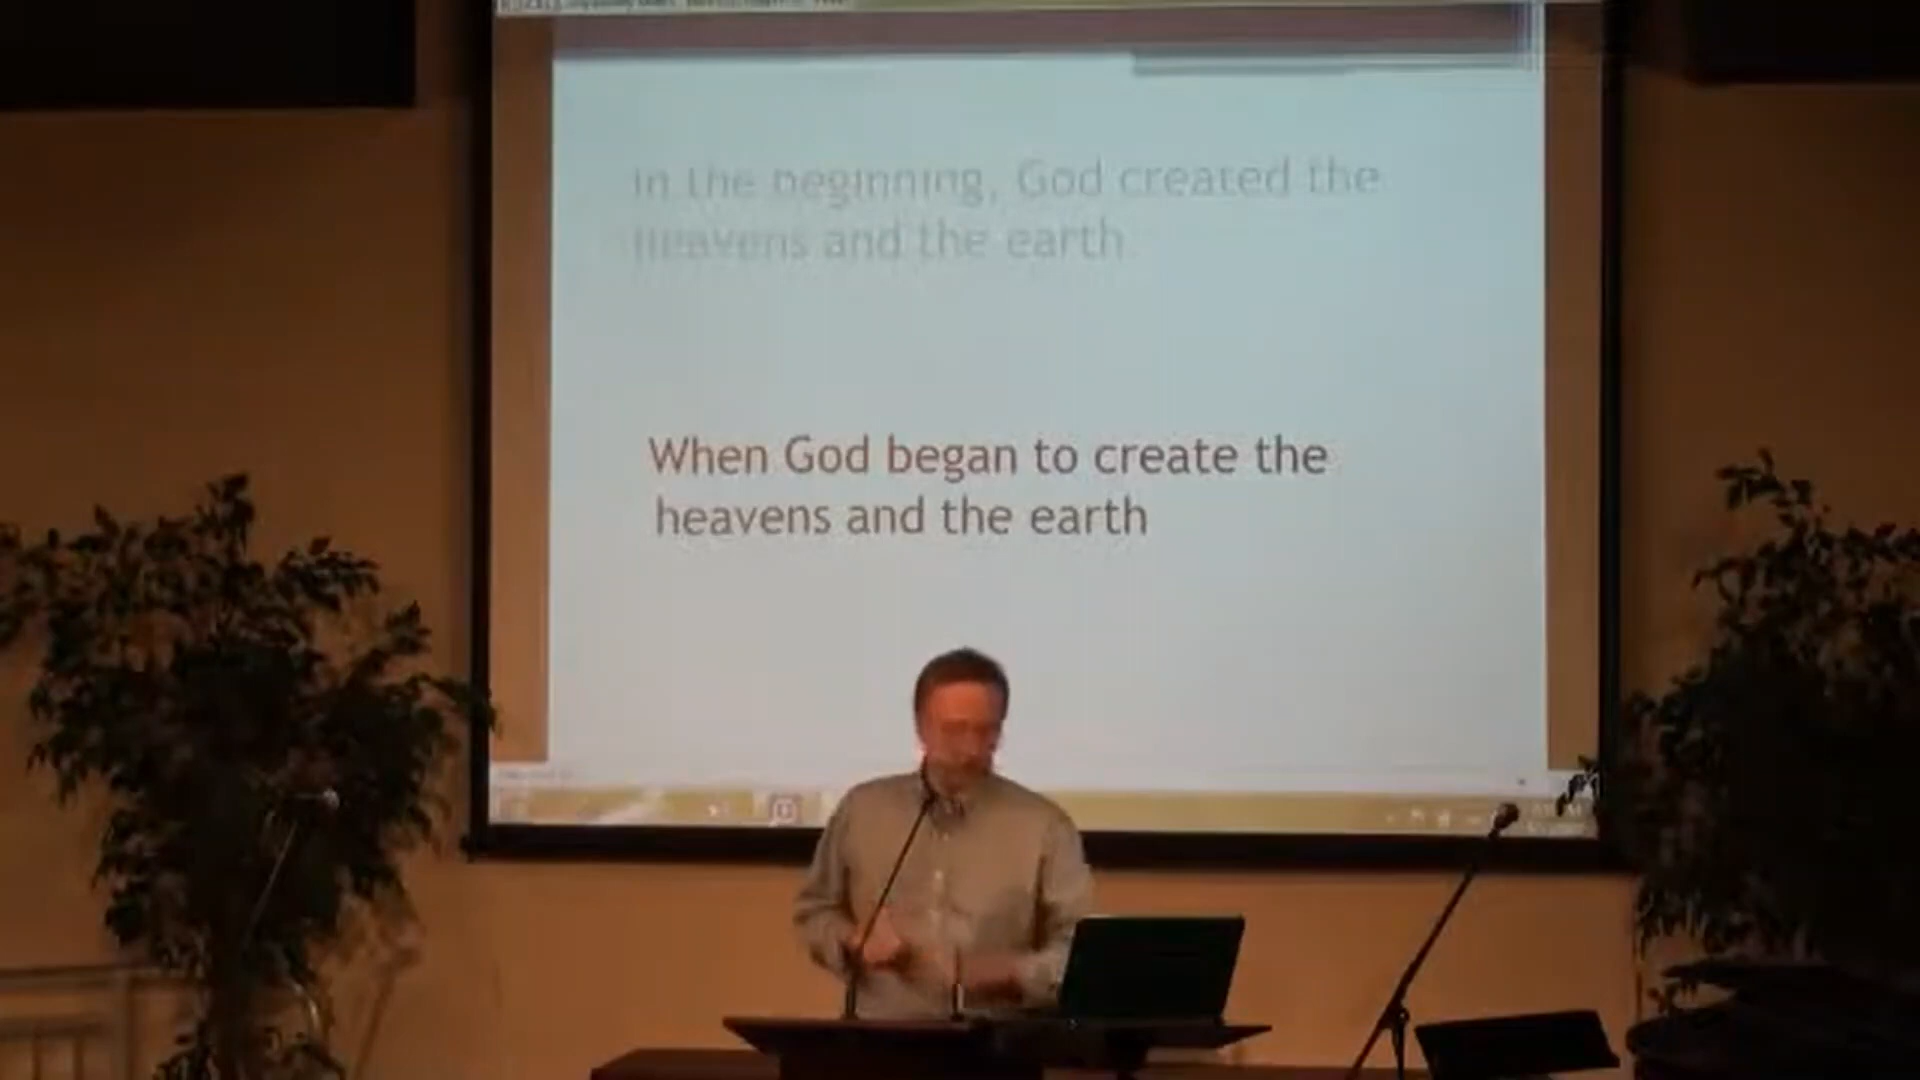 in the beginning, God created the
heavens and the earth
When God began to create the
heavens and the earth